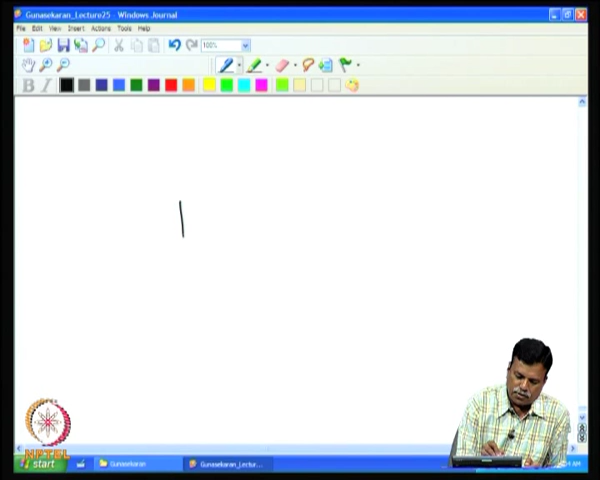 Gunasekaran_Lecture25 - Windows Journal
File Edit View Insert Actions Tools Help
100%
B I
NPTEL
start Gunasekaran Gunasekaran_Lectur...